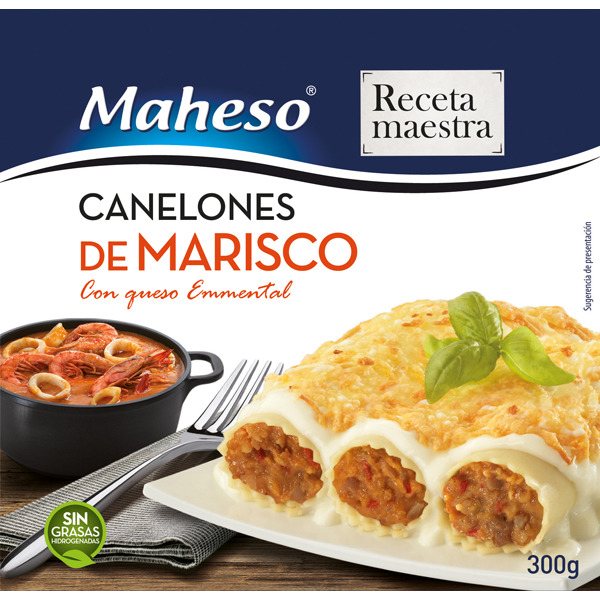 Maheso®
Receta
maestra
CANELONES
DE MARISCO
Con queso Emmental
Sugerencia de presentación
SIN
GRASAS
HIDROGENADAS
300g